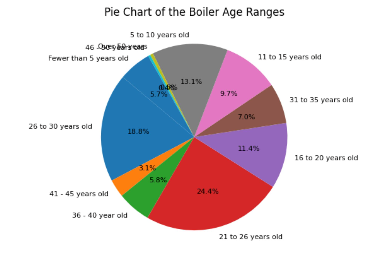 Pie Chart of the Boiler Age Ranges
5 to 10 years old
11 to 15 years old
31 to 35 years old
16 to 20 years old
21 to 26 years old
36 - 40 year old
41 - 45 years old
26 to 30 years old
Fewer than 5 years old
13.1%
9.7%
7.0%
11.4%
24.4%
5.8%
3.1%
18.8%
5.7%